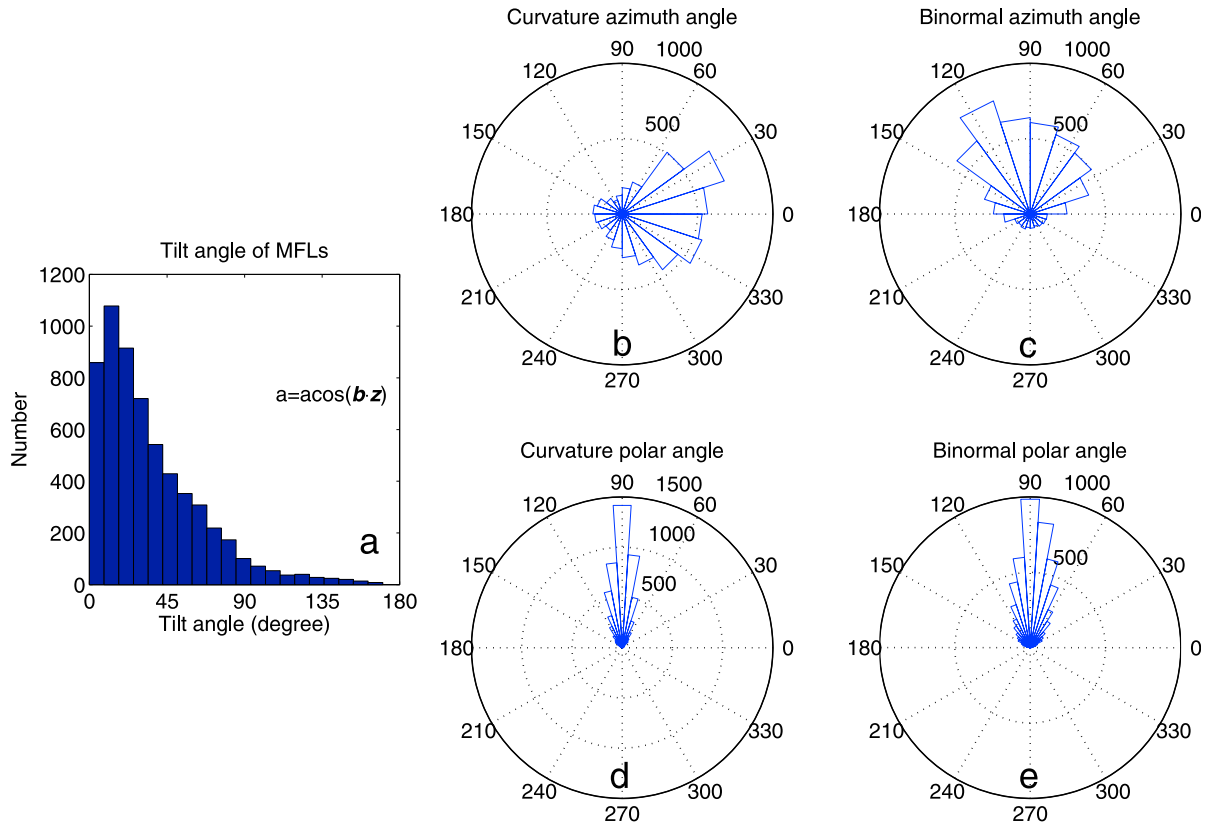 Tilt angle of MFLs
1200
1000
800
600
400
200
0
Number
0 45 90 135 180
Tilt angle (degree)
a=acos(b·z)
a
Curvature azimuth angle
90 1000
120 60
500
150 30
180 0
210 330
240 300
270
b
Binormal azimuth angle
90 1000
120 60
500
150 30
180 0
210 330
240 300
270
c
Curvature polar angle
90 1500
120 60
1000
150 30
500
180 0
210 330
240 300
270
d
Binormal polar angle
90 1000
120 60
500
150 30
180 0
210 330
240 300
270
e